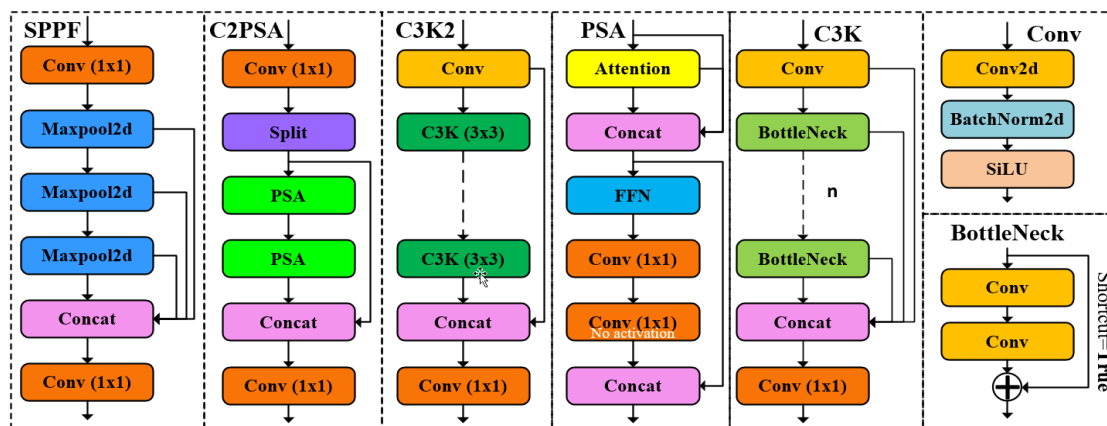 SPPF
Conv (1x1)
Maxpool2d
Maxpool2d
Maxpool2d
Concat
Conv (1x1)
C2PSA
Conv (1x1)
Split
PSA
PSA
Concat
Conv (1x1)
C3K2
Conv
C3K (3x3)
C3K (3x3)
Concat
Conv (1x1)
PSA
Attention
Concat
FFN
Conv (1x1)
Conv (1x1)
No activation
Concat
C3K
Conv
BottleNeck
n
BottleNeck
Concat
Conv (1x1)
Conv
Conv2d
BatchNorm2d
SiLU
BottleNeck
Conv
Conv
Shortcut=True